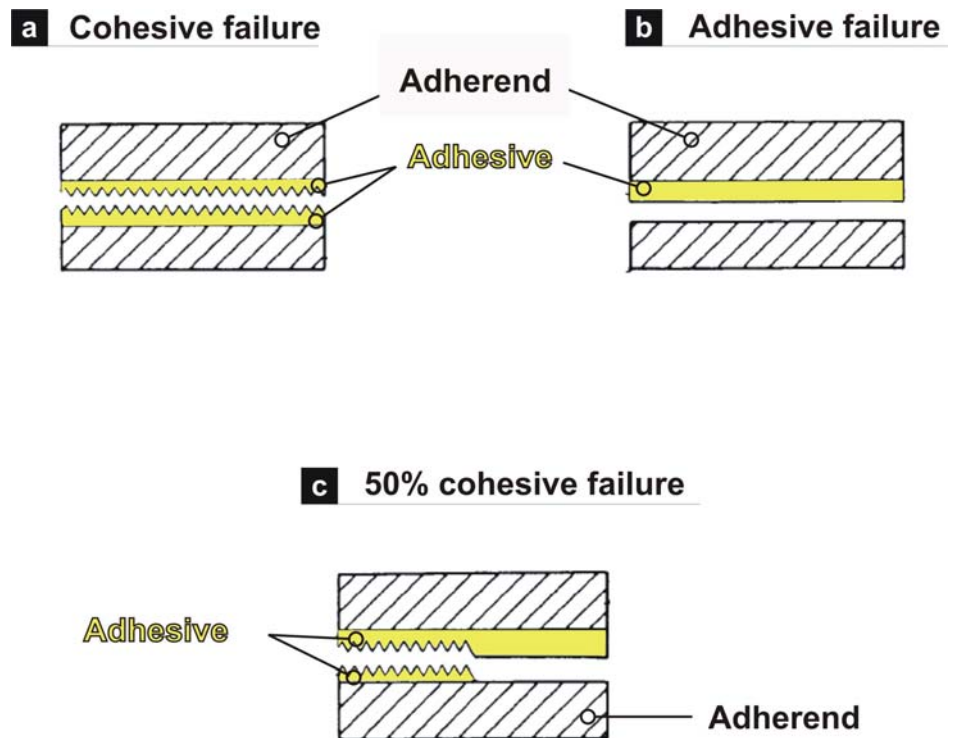 a Cohesive failure
b Adhesive failure
Adherend
Adhesive
c 50% cohesive failure
Adhesive
Adherend